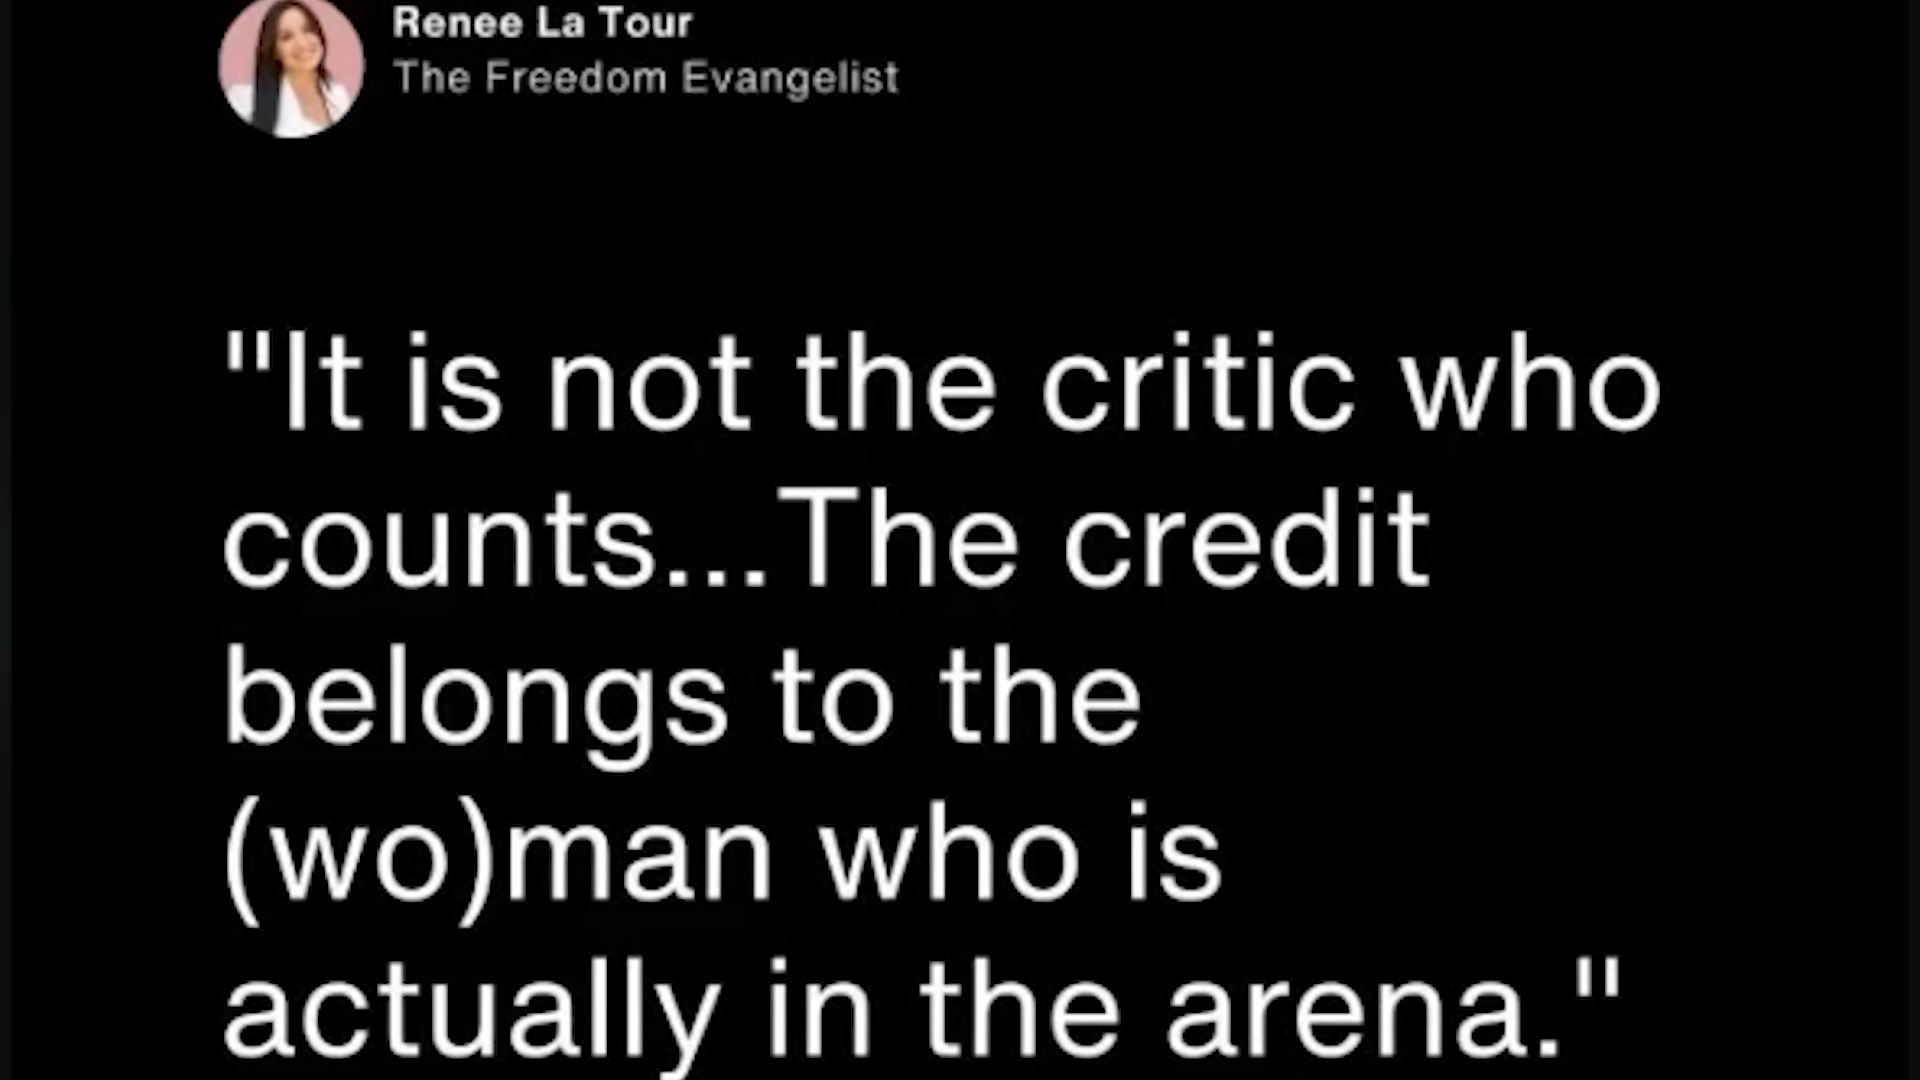 Renee La Tour
The Freedom Evangelist
"It is not the critic who
counts...The credit
belongs to the
(wo)man who is
actually in the arena."